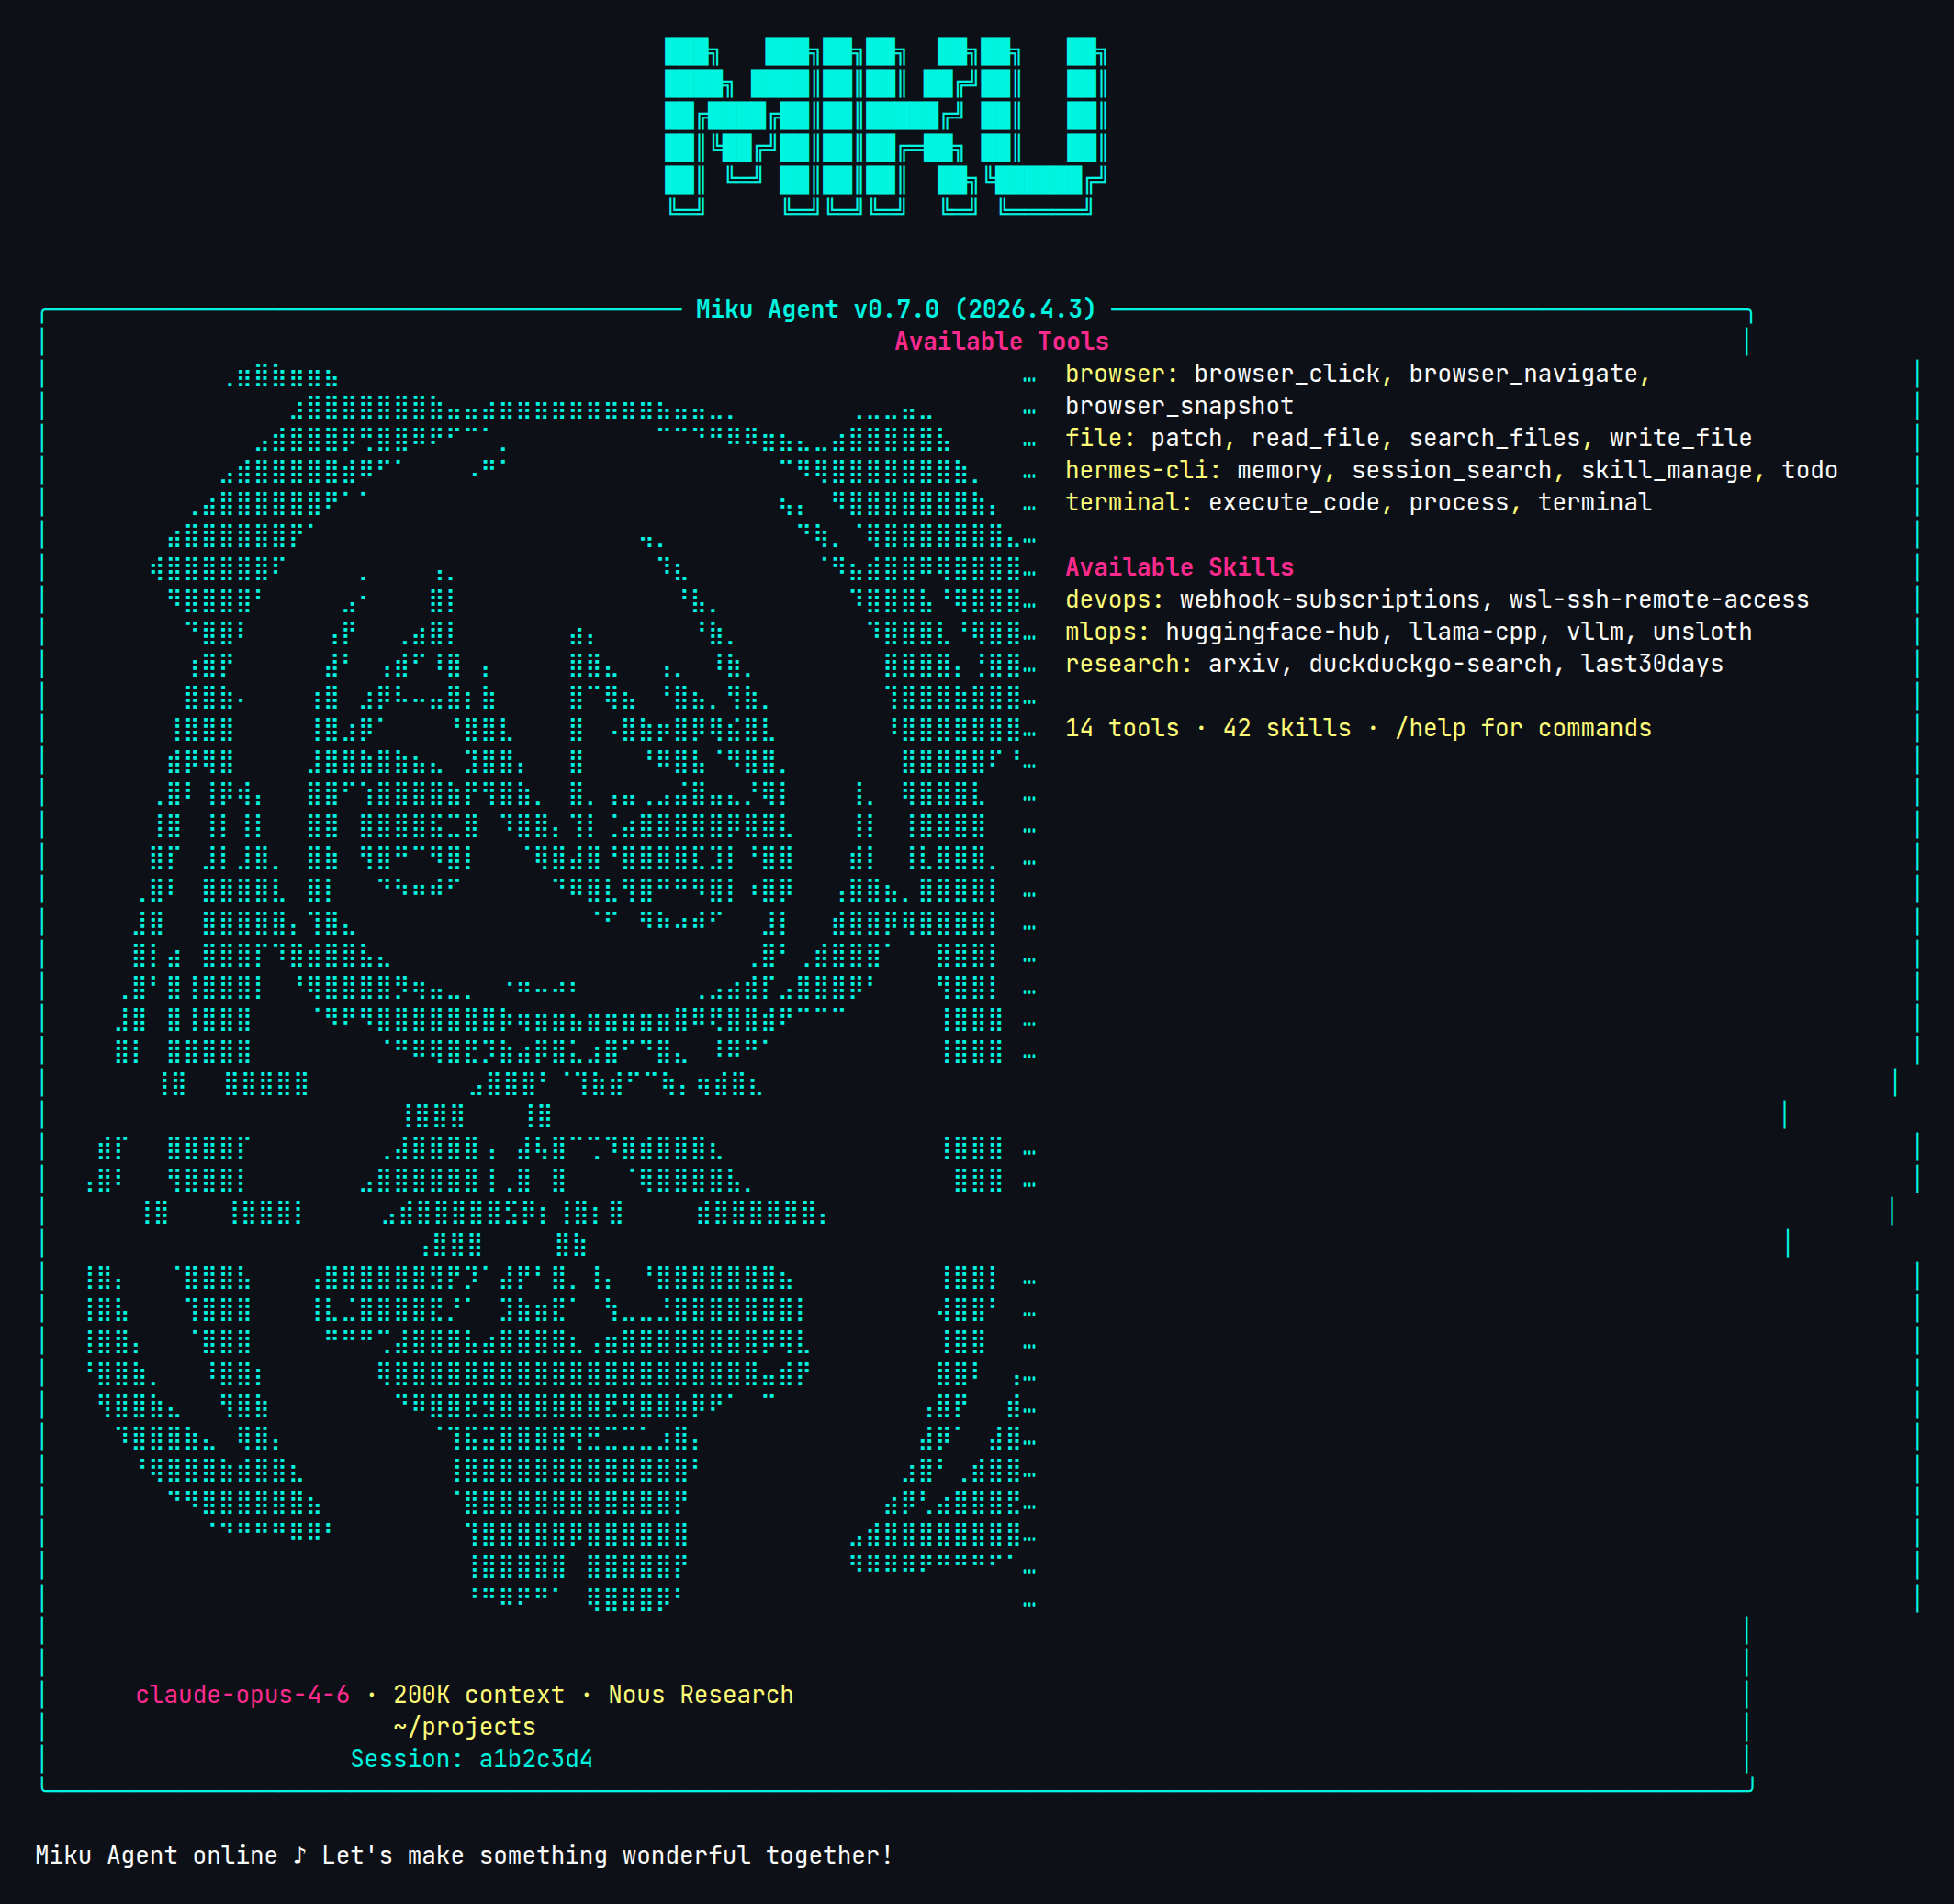 MIKU
Miku Agent v0.7.0 (2026.4.3)
Available Tools
browser: browser_click, browser_navigate,
browser_snapshot
file: patch, read_file, search_files, write_file
hermes-cli: memory, session_search, skill_manage, todo
terminal: execute_code, process, terminal
Available Skills
devops: webhook-subscriptions, wsl-ssh-remote-access
mlops: huggingface-hub, llama-cpp, vllm, unsloth
research: arxiv, duckduckgo-search, last30days
14 tools · 42 skills · /help for commands
claude-opus-4-6 · 200K context · Nous Research
~/projects
Session: a1b2c3d4
Miku Agent online ♪ Let's make something wonderful together!